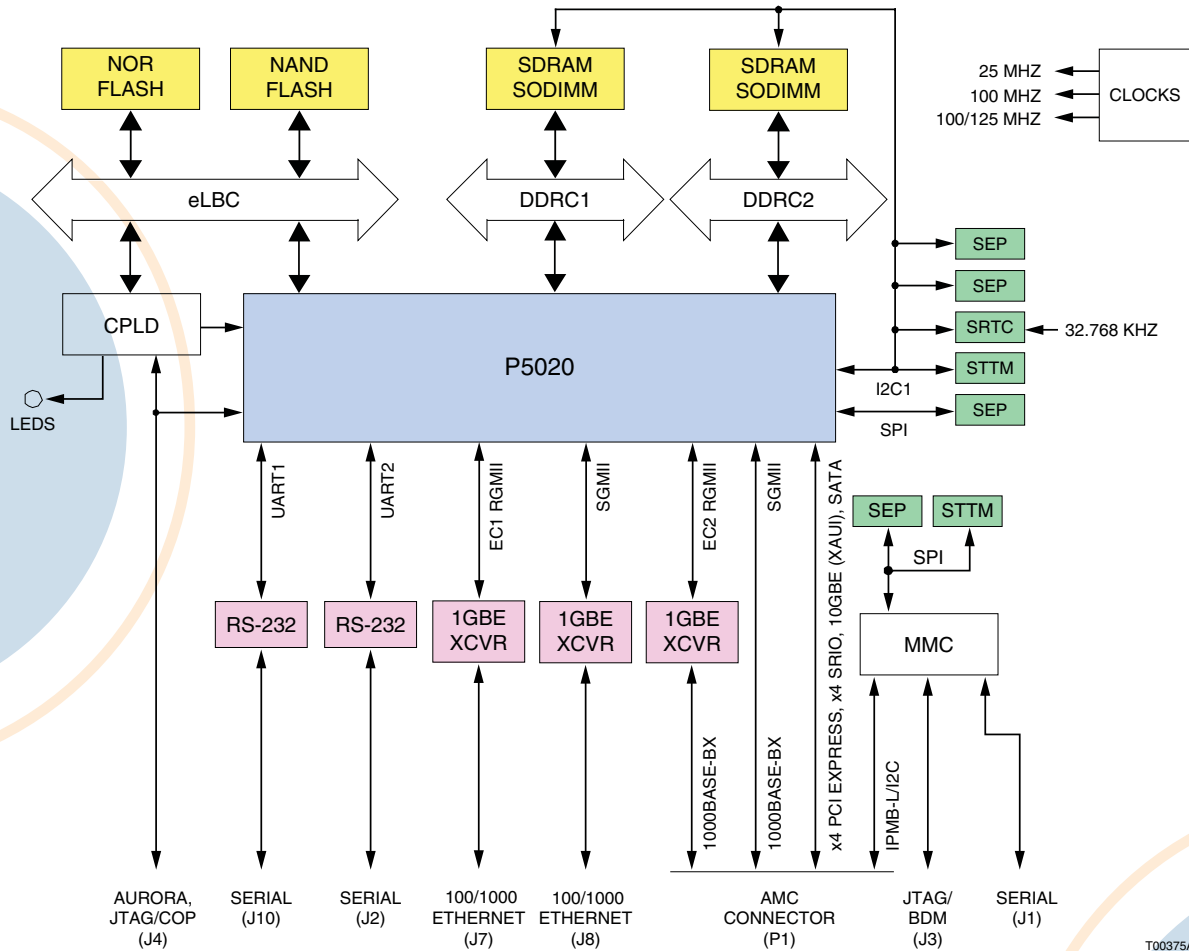 NOR
FLASH
NAND
FLASH
SDRAM
SODIMM
SDRAM
SODIMM
25 MHZ
100 MHZ
100/125 MHZ
CLOCKS
eLBC
DDRC1
DDRC2
SEP
SEP
SRTC
32.768 KHZ
STTM
SEP
I2C1
SPI
CPLD
P5020
LEDS
UART1
UART2
EC1 RGMII
SGMII
EC2 RGMII
SGMII
x4 PCI EXPRESS, x4 SRIO, 10GBE (XAUI), SATA
SEP
STTM
SPI
RS-232
RS-232
1GBE
XCVR
1GBE
XCVR
1GBE
XCVR
MMC
1000BASE-BX
1000BASE-BX
IPMB-L/I2C
AURORA,
JTAG/COP
(J4)
SERIAL
(J10)
SERIAL
(J2)
100/1000
ETHERNET
(J7)
100/1000
ETHERNET
(J8)
AMC
CONNECTOR
(P1)
JTAG/
BDM
(J3)
SERIAL
(J1)